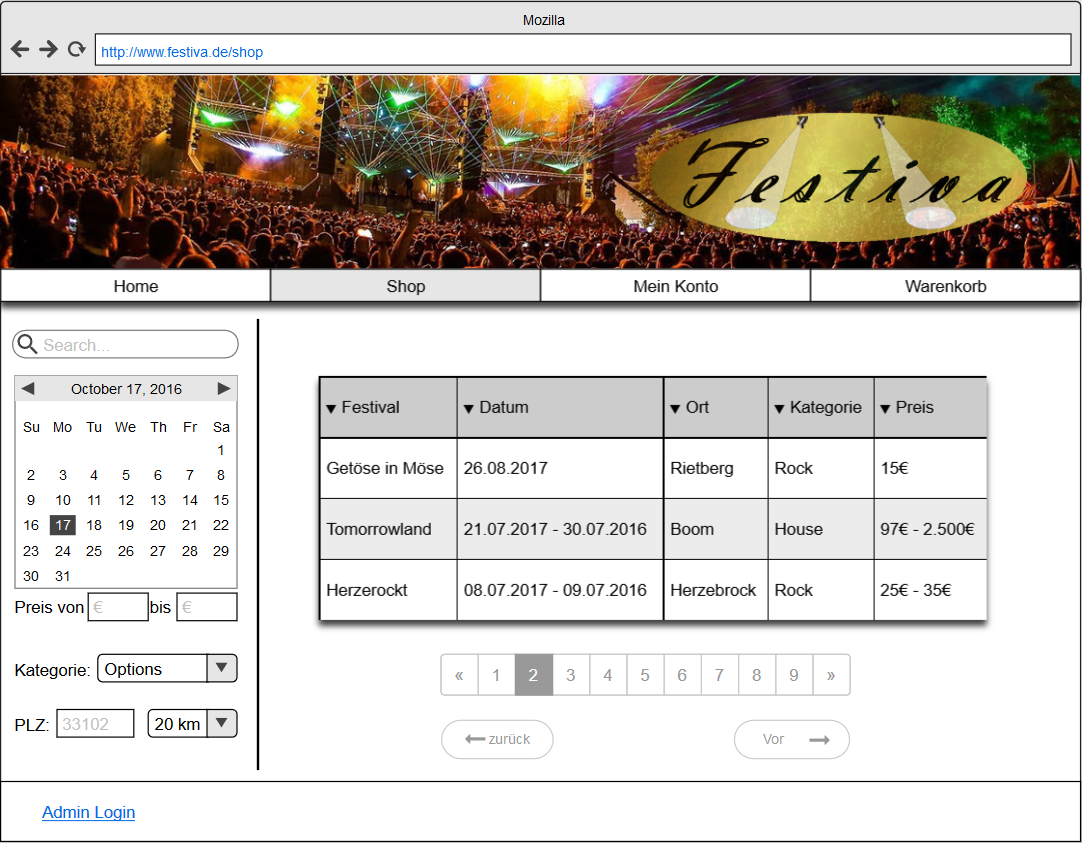 Mozilla
http://www.festiva.de/shop
Festiva
Home Shop Mein Konto Warenkorb
Search...
October 17, 2016
Su Mo Tu We Th Fr Sa
1
2 3 4 5 6 7 8
9 10 11 12 13 14 15
16 17 18 19 20 21 22
23 24 25 26 27 28 29
30 31
Preis von € bis €
Kategorie: Options
PLZ: 33102 20 km
▼ Festival ▼ Datum ▼ Ort ▼ Kategorie ▼ Preis
Getöse in Möse 26.08.2017 Rietberg Rock 15€
Tomorrowland 21.07.2017 - 30.07.2016 Boom House 97€ - 2.500€
Herzerockt 08.07.2017 - 09.07.2016 Herzebrock Rock 25€ - 35€
« 1 2 3 4 5 6 7 8 9 »
zurück Vor
Admin Login